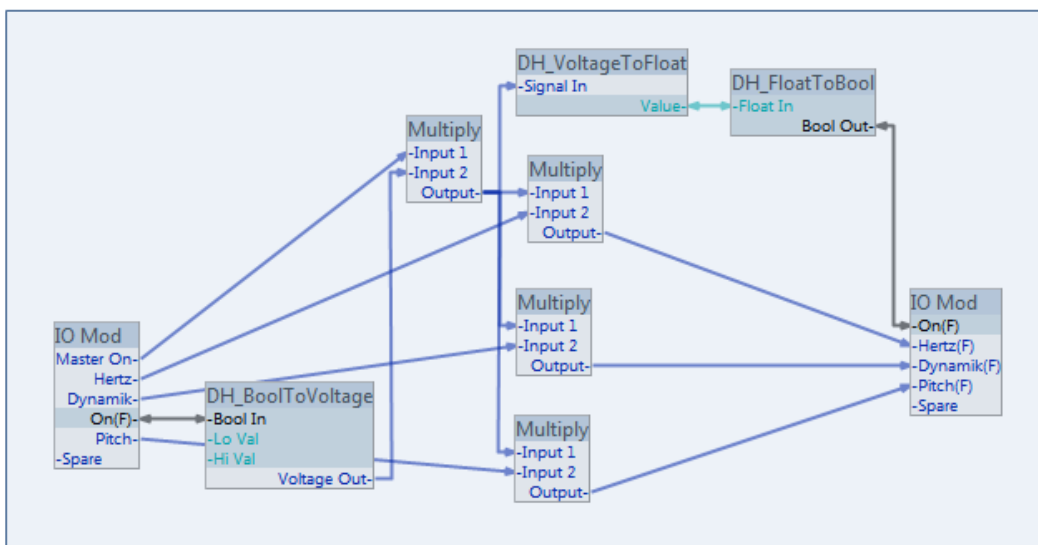 DH_VoltageToFloat
-Signal In
Value-
DH_FloatToBool
-Float In
Bool Out-
Multiply
-Input 1
-Input 2
Output-
Multiply
-Input 1
-Input 2
Output-
Multiply
-Input 1
-Input 2
Output-
Multiply
-Input 1
-Input 2
Output-
IO Mod
Master On-
Hertz-
Dynamik-
On(F)-
Pitch-
-Spare
DH_BoolToVoltage
-Bool In
-Lo Val
-Hi Val
Voltage Out-
IO Mod
-On(F)
-Hertz(F)
-Dynamik(F)
-Pitch(F)
-Spare